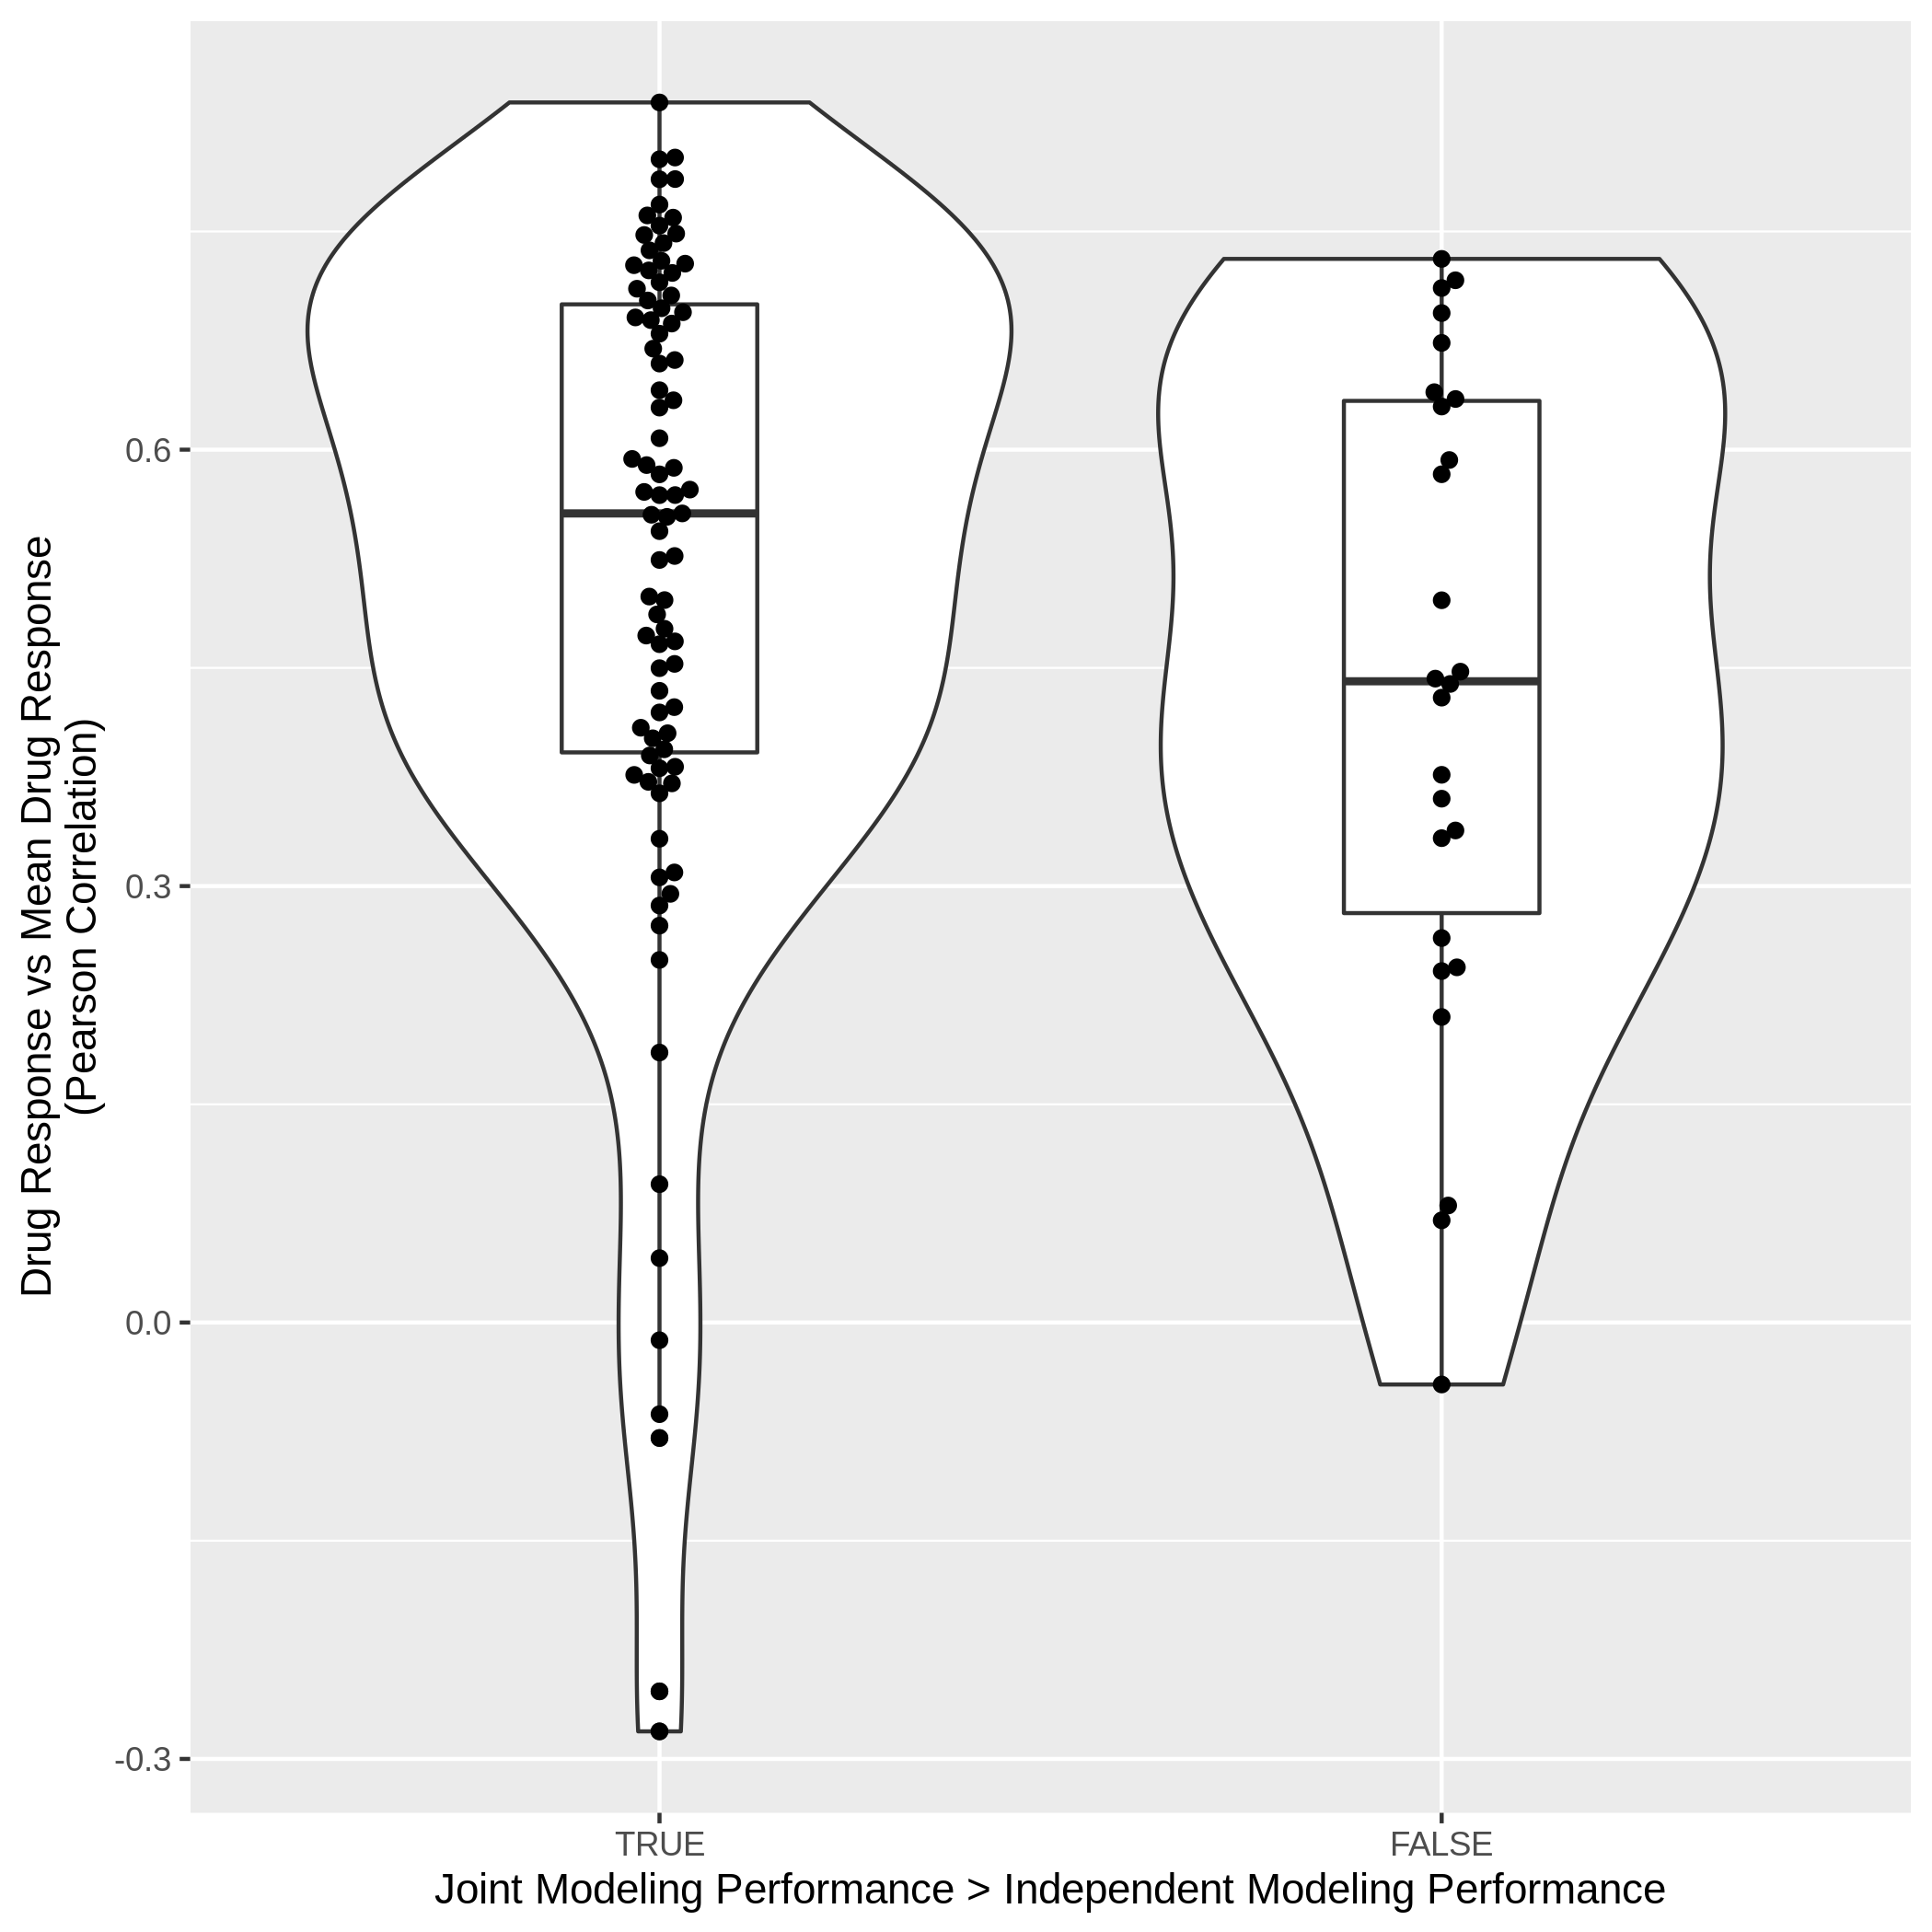 Drug Response vs Mean Drug Response
(Pearson Correlation)
0.6
0.3
0.0
-0.3
TRUE
FALSE
Joint Modeling Performance > Independent Modeling Performance